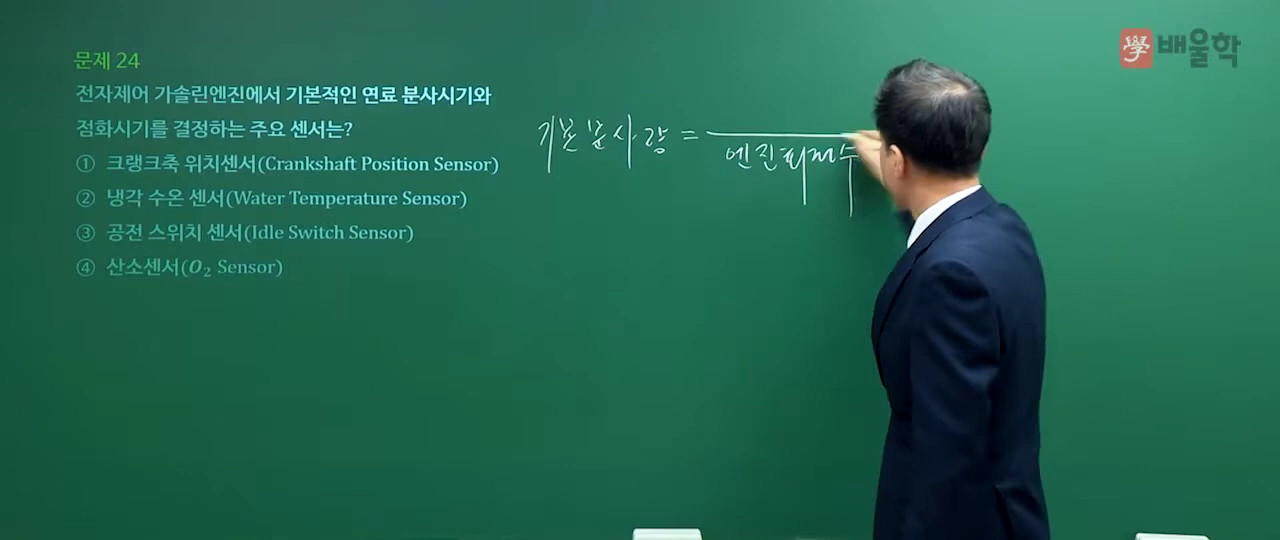 學 배울학
문제 24
전자제어 가솔린엔진에서 기본적인 연료 분사시기와
점화시기를 결정하는 주요 센서는?
① 크랭크축 위치센서(Crankshaft Position Sensor)
② 냉각 수온 센서(Water Temperature Sensor)
③ 공전 스위치 센서(Idle Switch Sensor)
④ 산소센서(O₂ Sensor)
기본 분사량 =
엔진회전수